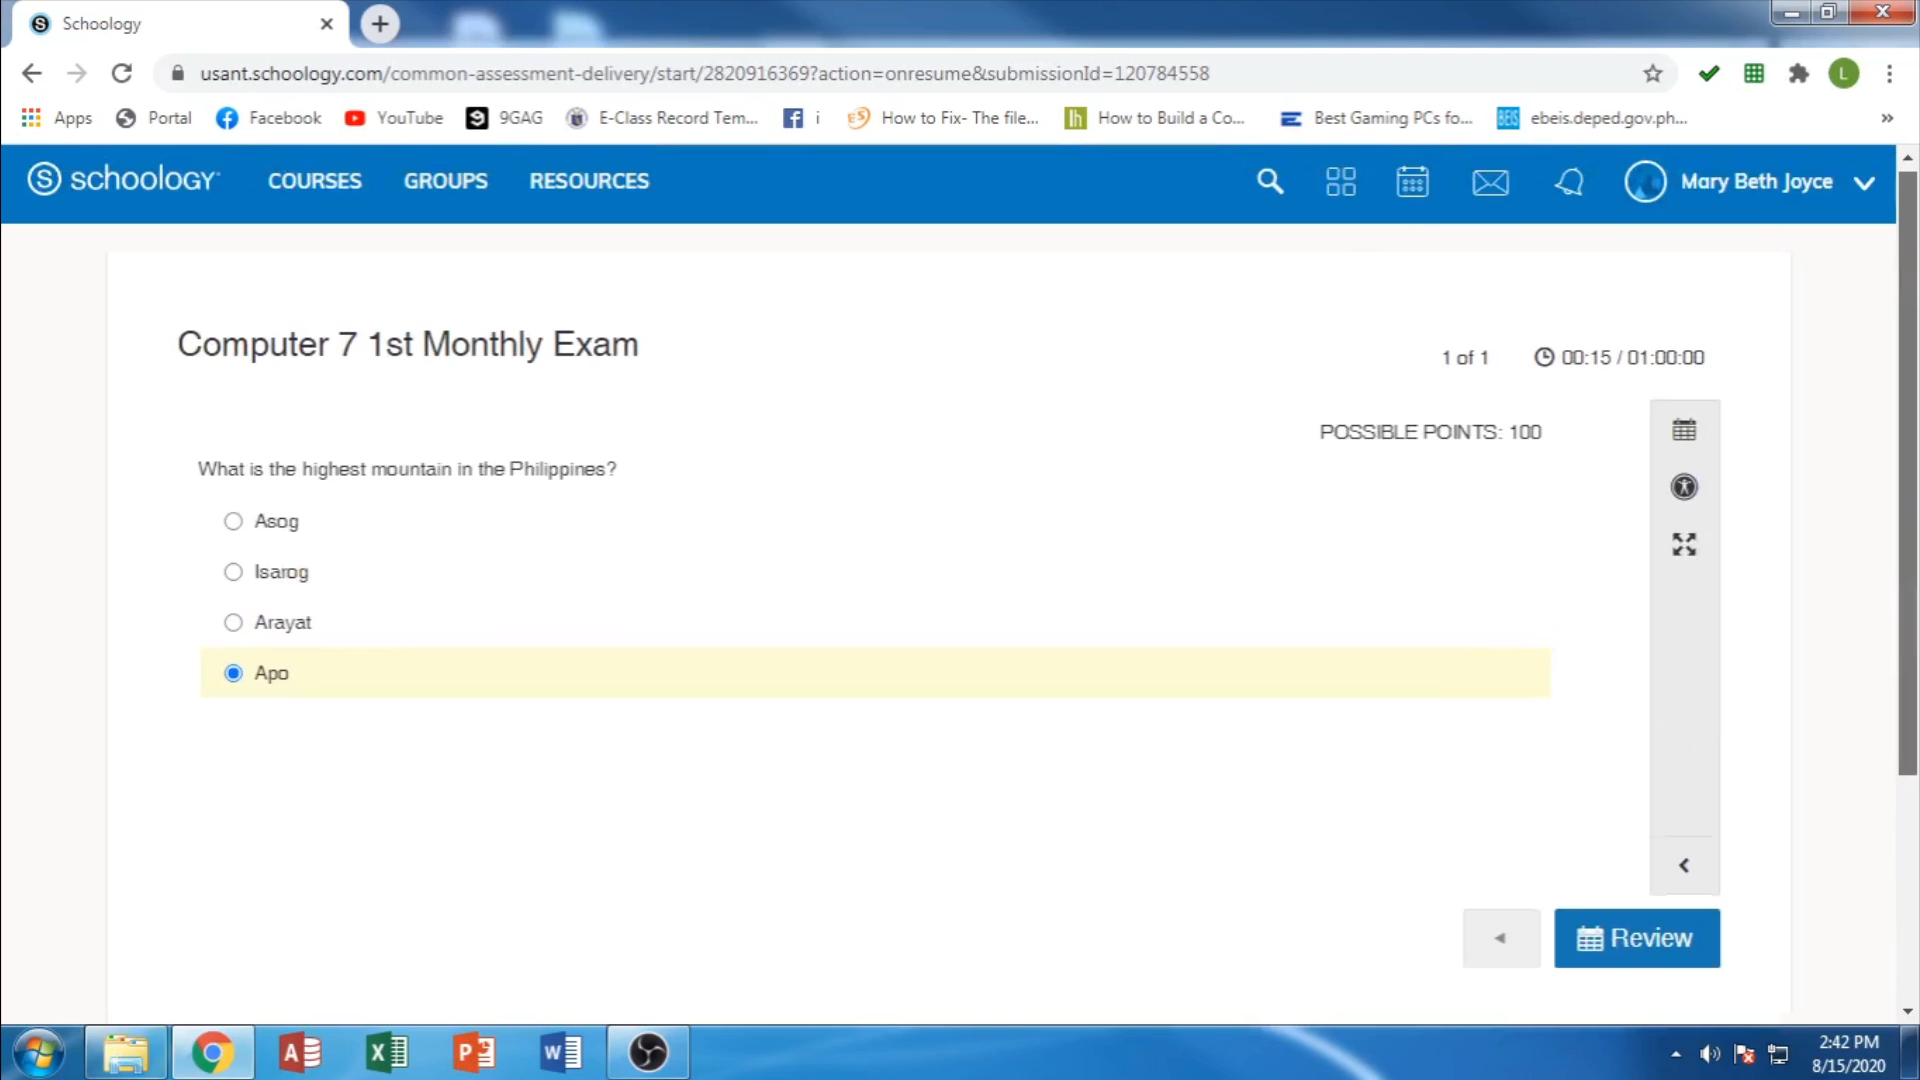 Schoology
usant.schoology.com/common-assessment-delivery/start/2820916369?action=onresume&submissionId=120784558
L
Apps
Portal
Facebook
YouTube
9GAG
E-Class Record Tem...
i
How to Fix- The file...
How to Build a Co...
Best Gaming PCs fo...
ebeis.deped.gov.ph...
»
S schoology
COURSES
GROUPS
RESOURCES
Mary Beth Joyce
Computer 7 1st Monthly Exam
1 of 1
00:15 / 01:00:00
POSSIBLE POINTS: 100
What is the highest mountain in the Philippines?
Asog
Isarog
Arayat
Apo
Review
2:42 PM
8/15/2020